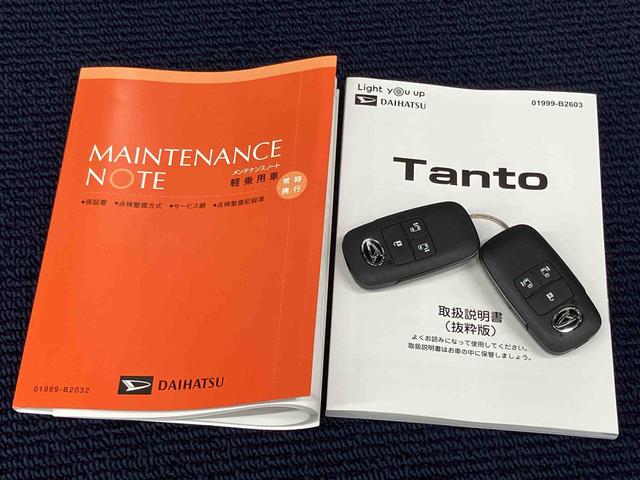 MAINTENANCE
NOTE
メンテナンスノート
軽乗用車
常時
携行
•保証書 •点検整備方式 •サービス網 •点検整備記録簿
01989-B2032
DAIHATSU
Light you up
DAIHATSU
01999-B2603
Tanto
取扱説明書
(抜粋版)
よくお読みになって使用してください。
取扱説明書はお車の中に保管しましょう。